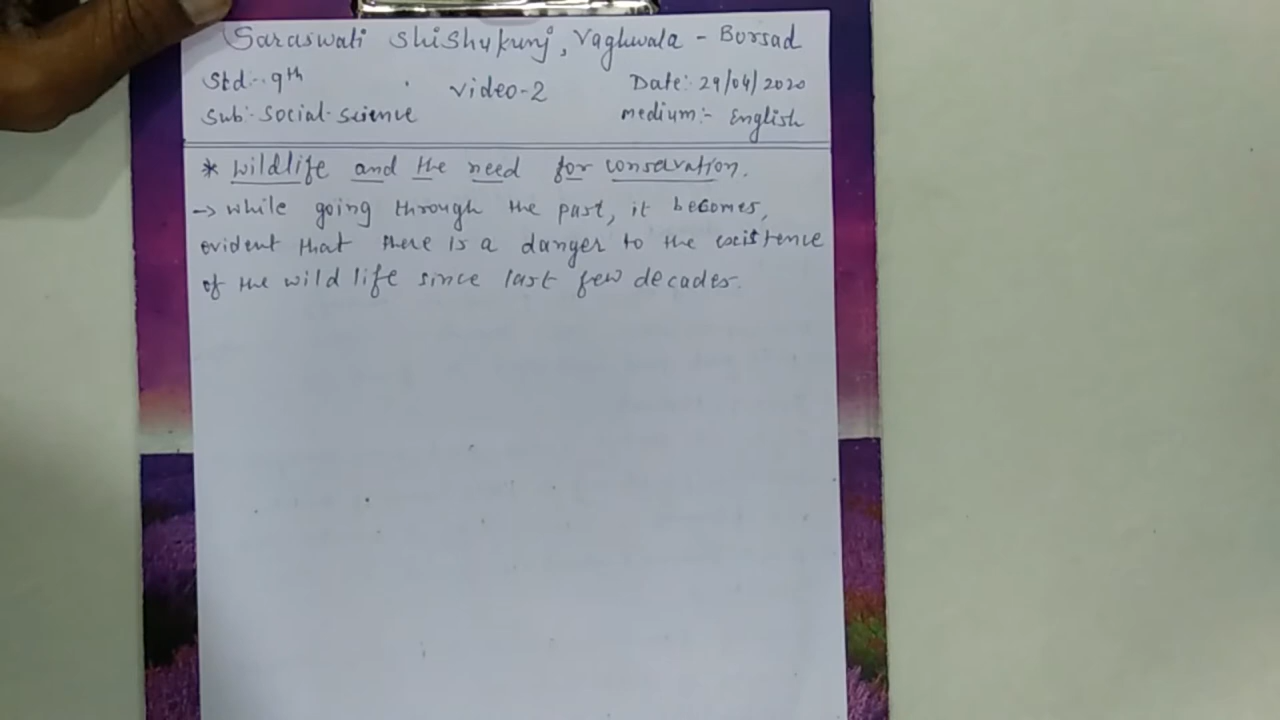 Saraswati Shishukunj, Vaghwala - Borsad
Std:- 9th
video-2
Date: 29/04/2020
Sub:- Social-Science
medium:- English
* wildlife and the need for conservation.
→ while going through the past, it becomes,
evident that there is a danger to the existence
of the wild life since last few decades.